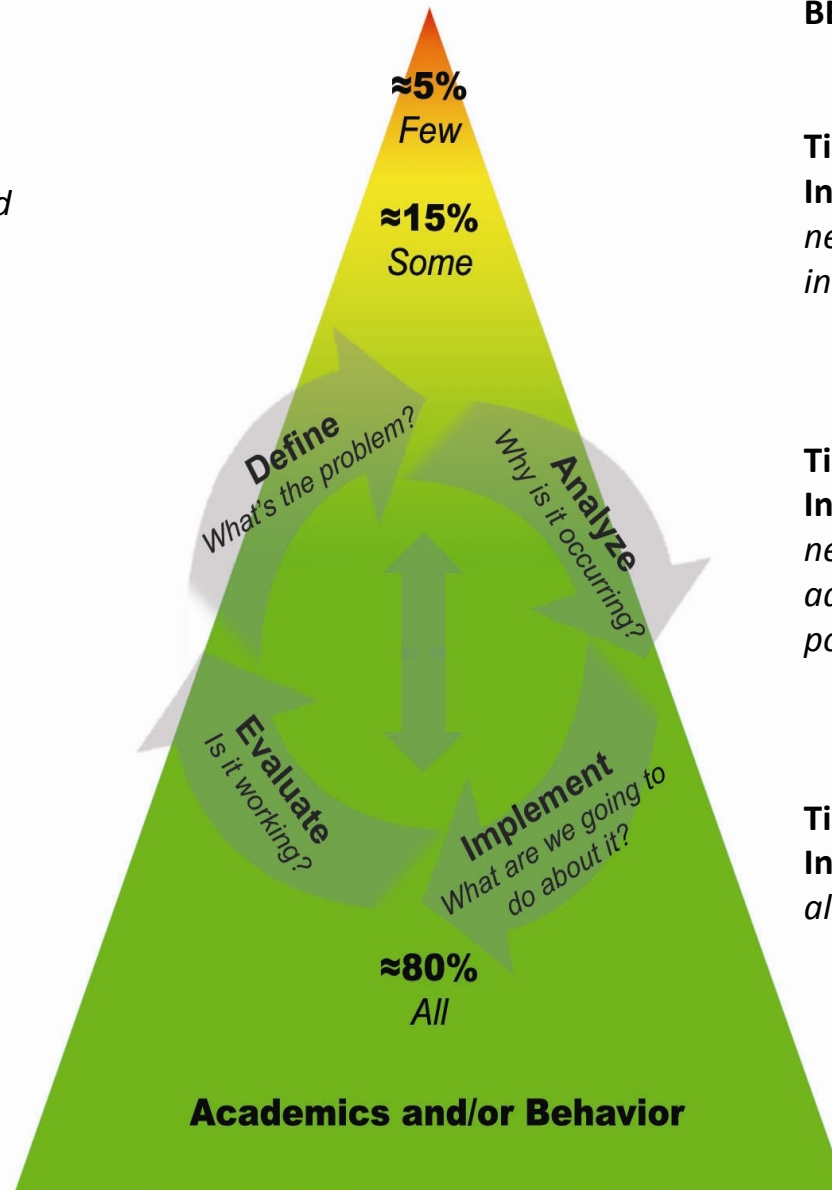 ≈5%
Few
≈15%
Some
Define
What's the problem?
Analyze
Why is it occurring?
Implement
What are we going to
do about it?
Evaluate
Is it working?
≈80%
All
Academics and/or Behavior